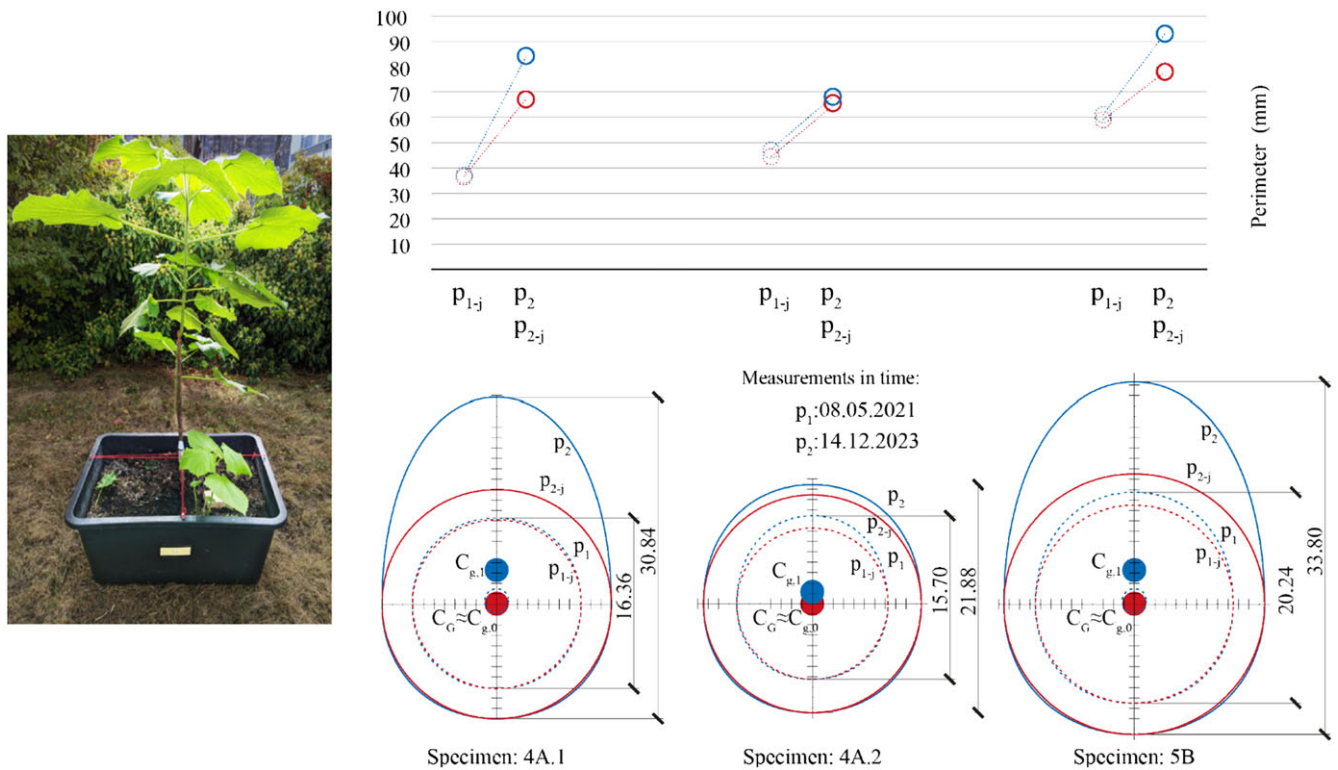 100
90
80
70
60
50
40
30
20
10
Perimeter (mm)
p1-j p2 p1-j p2 p1-j p2
p2-j p2-j p2-j
Measurements in time:
p1:08.05.2021
p2:14.12.2023
p2
p2-j
p1
p1-j
Cg,1
CG≈Cg,0
16.36
30.84
p2
p2-j
p1-j
p1
Cg,1
CG≈Cg,0
15.70
21.88
p2
p2-j
p1
p1-j
Cg,1
CG≈Cg,0
20.24
33.80
Specimen: 4A.1 Specimen: 4A.2 Specimen: 5B